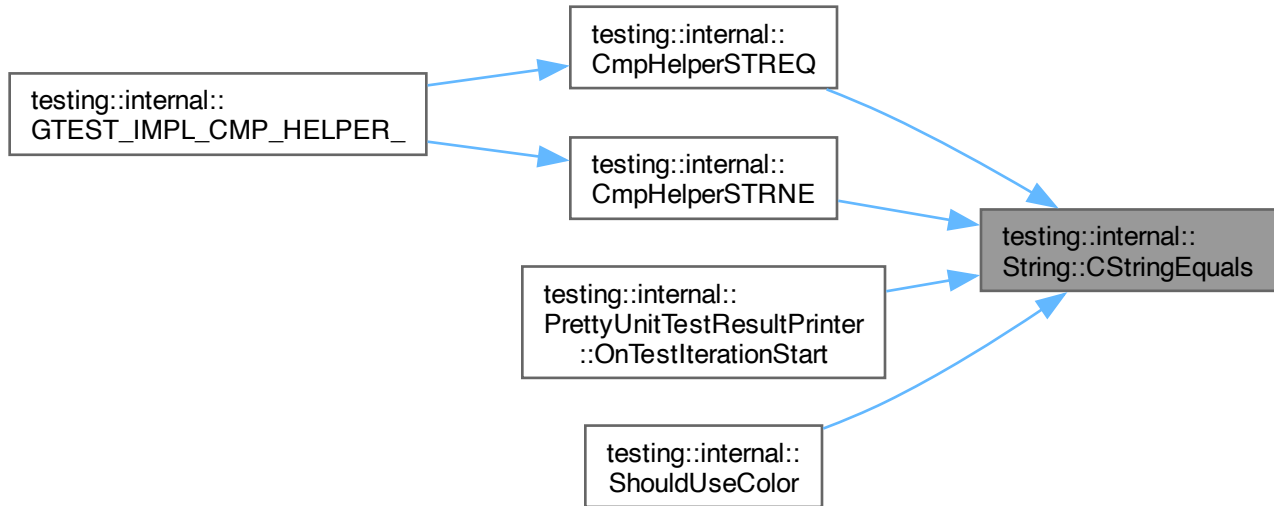 testing::internal::
CmpHelperSTREQ
testing::internal::
GTEST_IMPL_CMP_HELPER_
testing::internal::
CmpHelperSTRNE
testing::internal::
String::CStringEquals
testing::internal::
PrettyUnitTestResultPrinter
::OnTestIterationStart
testing::internal::
ShouldUseColor